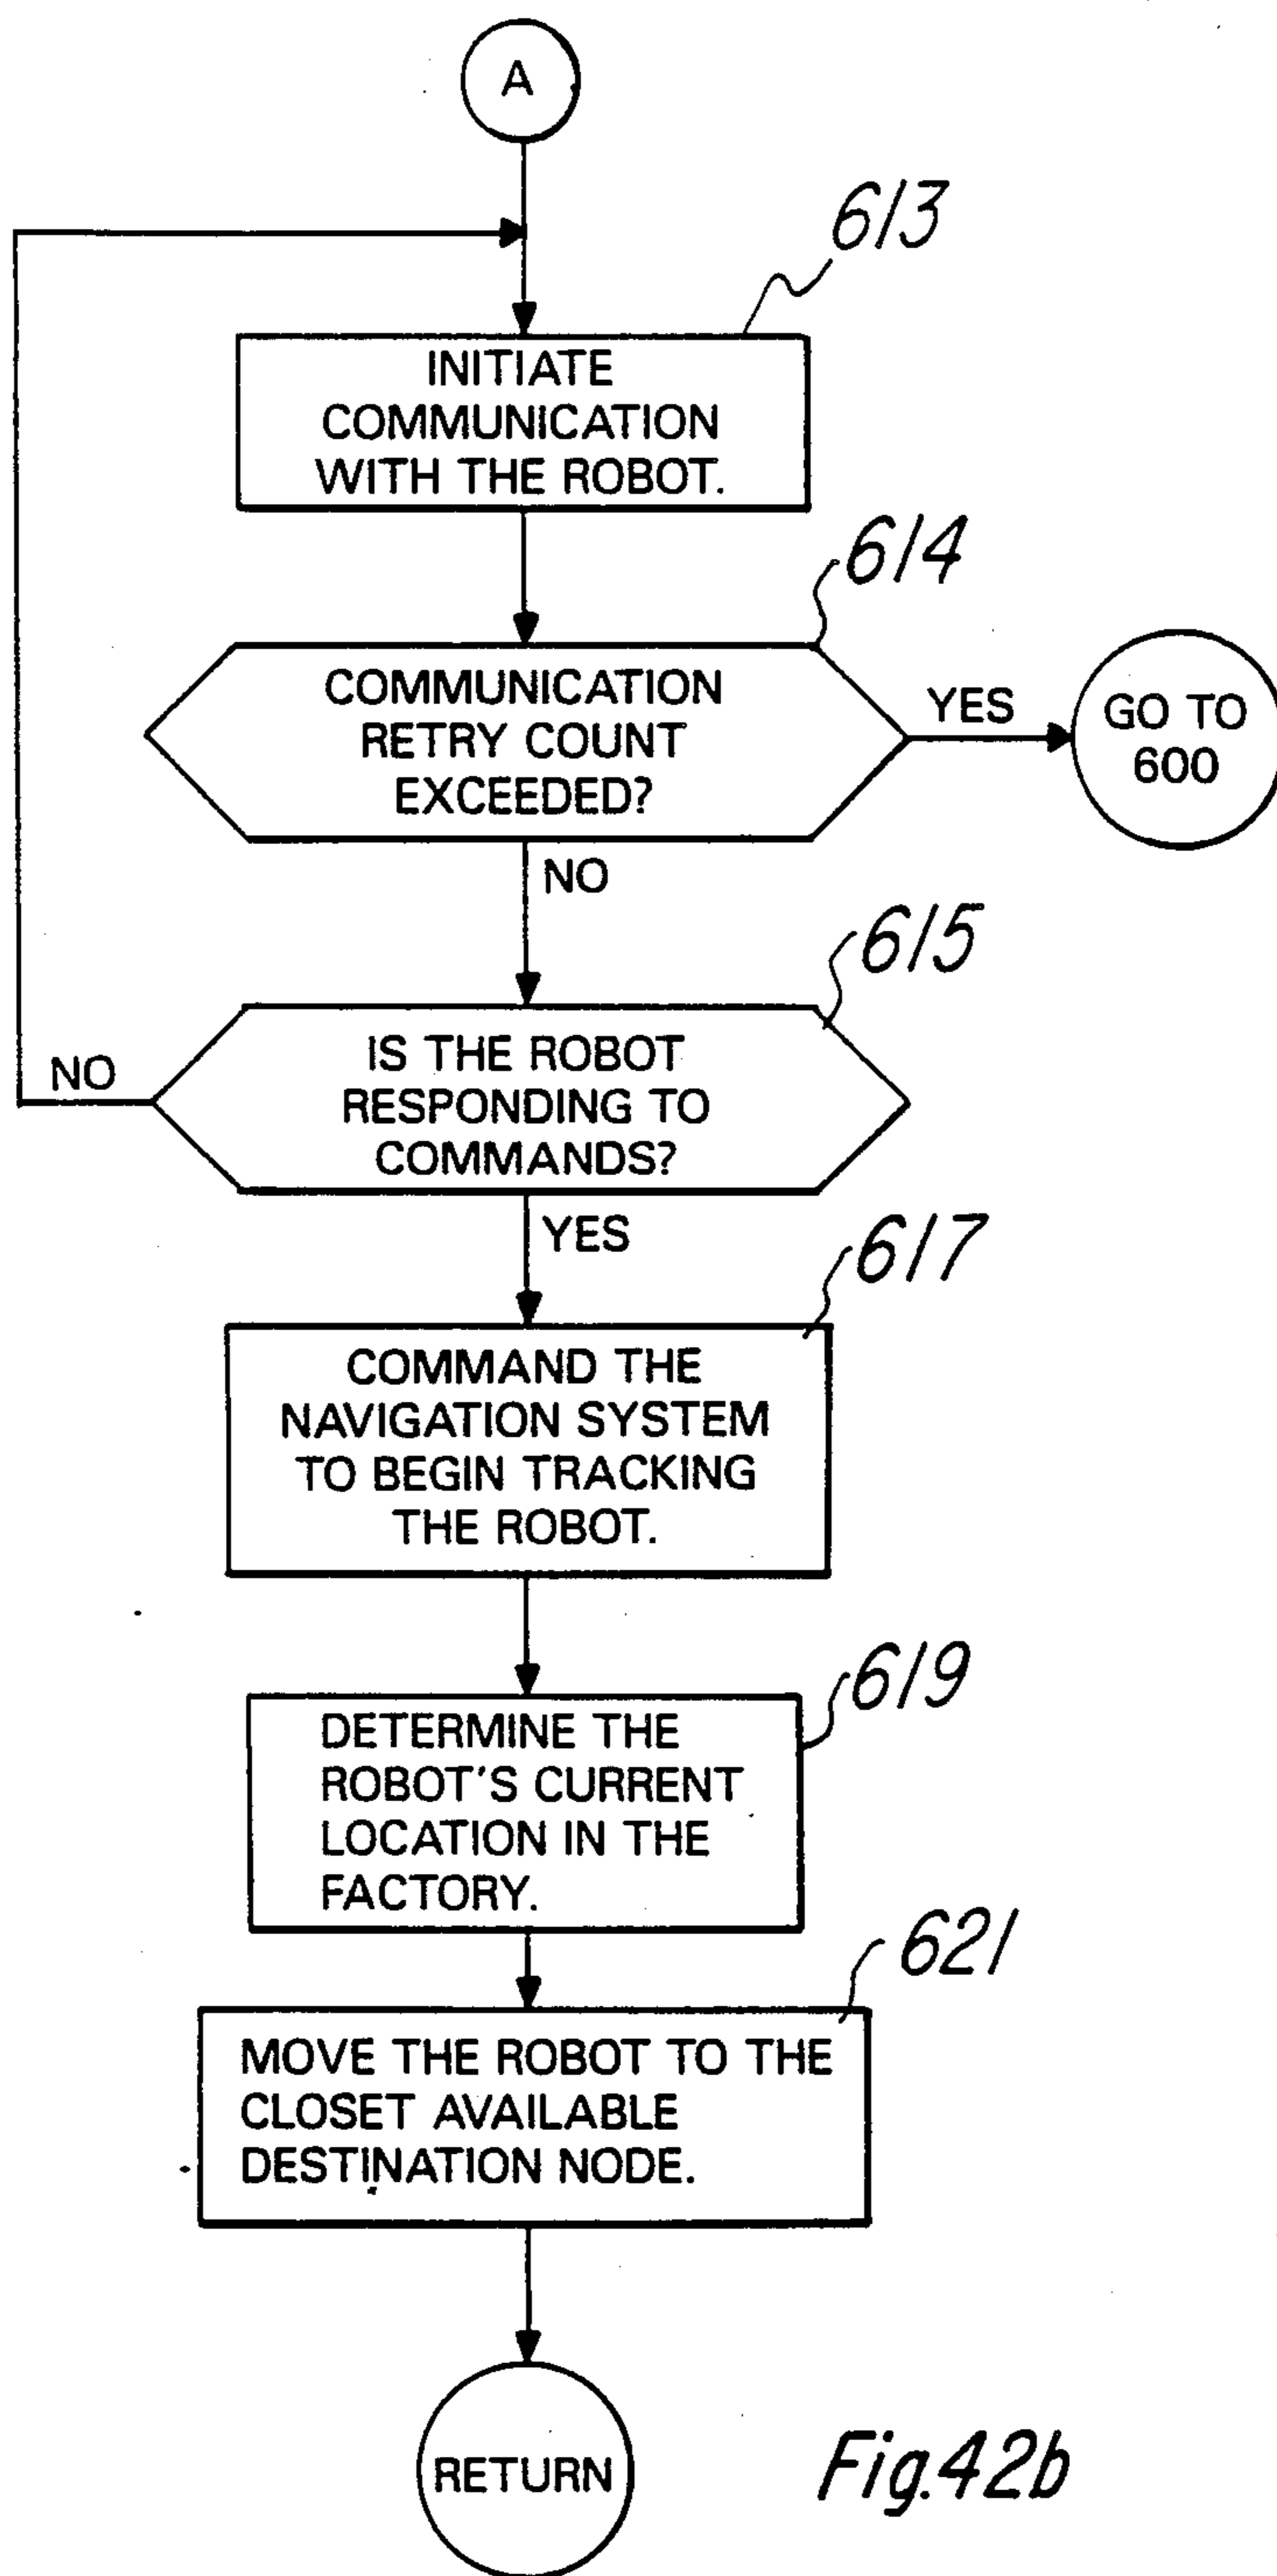 A
613
INITIATE
COMMUNICATION
WITH THE ROBOT.
614
COMMUNICATION
RETRY COUNT
EXCEEDED?
YES
GO TO
600
NO
615
IS THE ROBOT
RESPONDING TO
COMMANDS?
NO
YES
617
COMMAND THE
NAVIGATION SYSTEM
TO BEGIN TRACKING
THE ROBOT.
619
DETERMINE THE
ROBOT'S CURRENT
LOCATION IN THE
FACTORY.
621
MOVE THE ROBOT TO THE
CLOSET AVAILABLE
DESTINATION NODE.
RETURN
Fig.42b